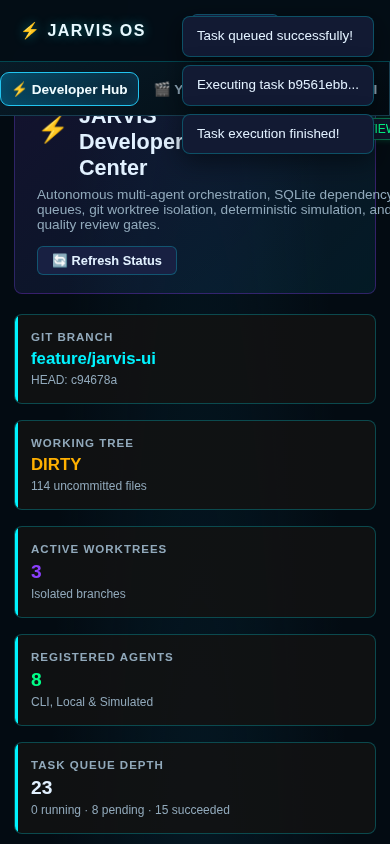 ⚡ JARVIS OS
Task queued successfully!
⚡ Developer Hub
Executing task b9561ebb...
Task execution finished!
⚡ JARVIS
Developer
Center
Autonomous multi-agent orchestration, SQLite dependency
queues, git worktree isolation, deterministic simulation, and
quality review gates.
🔄 Refresh Status
GIT BRANCH
feature/jarvis-ui
HEAD: c94678a
WORKING TREE
DIRTY
114 uncommitted files
ACTIVE WORKTREES
3
Isolated branches
REGISTERED AGENTS
8
CLI, Local & Simulated
TASK QUEUE DEPTH
23
0 running · 8 pending · 15 succeeded